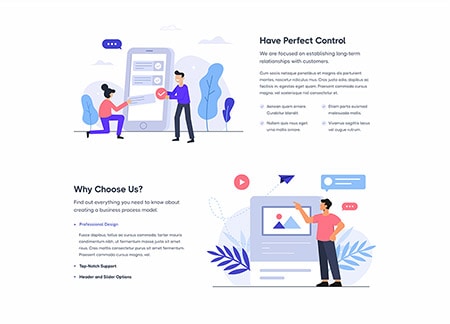 Have Perfect Control
We are focused on establishing long-term
relationships with customers.
Cum sociis natoque penatibus et magnis dis parturient
montes, nascetur ridiculus mus. Cras justo odio, dapibus ac
facilisis in, egestas eget quam. Praesent commodo cursus
magna, vel scelerisque nisl consectetur et.
Aenean quam ornare
Curabitur blandit
Etiam porta euismod
malesuada mollis.
Nullam quis risus eget
urna mollis ornare
Vivamus sagittis lacus
vel augue rutrum.
Why Choose Us?
Find out everything you need to know about
creating a business process model.
Professional Design
Fusce dapibus, tellus ac cursus commodo, tortor mauris
condimentum nibh, ut fermentum massa justo sit amet
risus. Cras mattis consectetur purus sit amet fermentum.
Praesent commodo cursus magna, vel
Top-Notch Support
Header and Slider Options